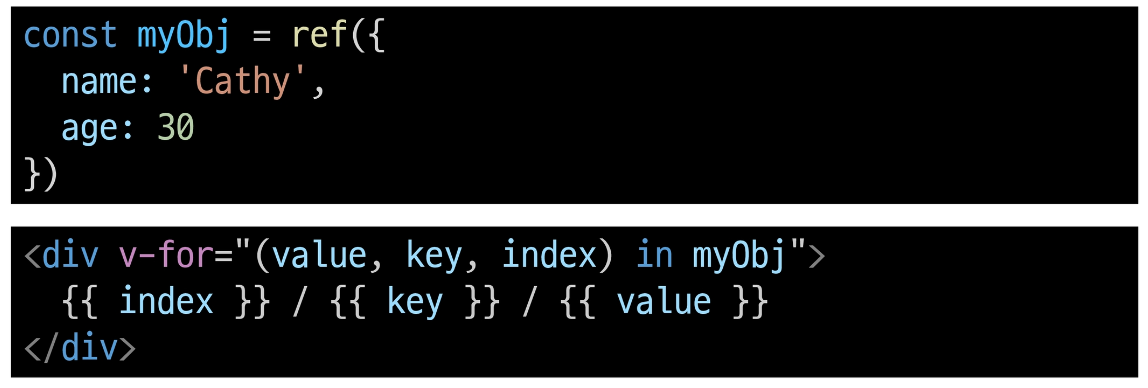 const myObj = ref({
  name: 'Cathy',
  age: 30
})
<div v-for="(value, key, index) in myObj">
  {{ index }} / {{ key }} / {{ value }}
</div>